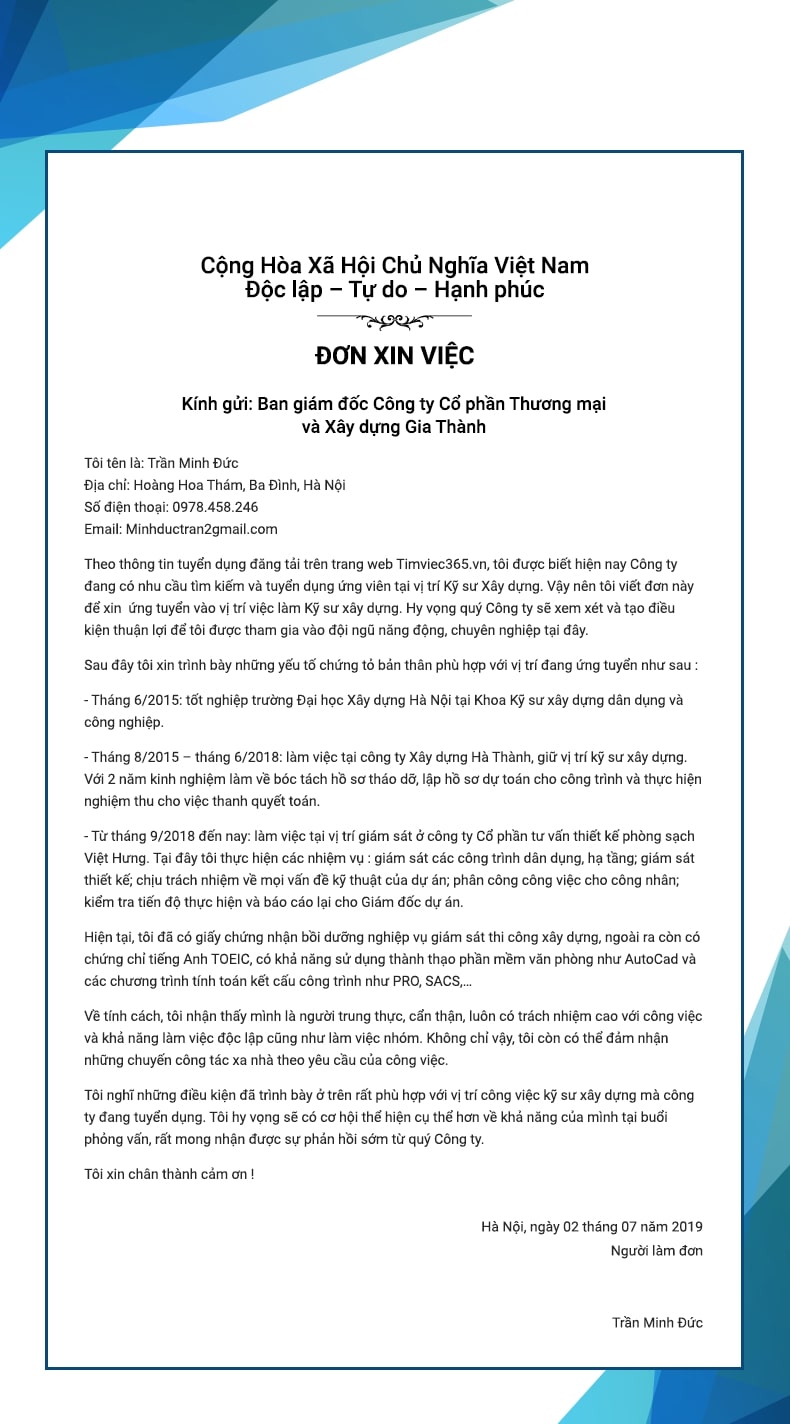 Cộng Hòa Xã Hội Chủ Nghĩa Việt Nam
Độc lập – Tự do – Hạnh phúc
ĐƠN XIN VIỆC
Kính gửi: Ban giám đốc Công ty Cổ phần Thương mại
và Xây dựng Gia Thành
Tôi tên là: Trần Minh Đức
Địa chỉ: Hoàng Hoa Thám, Ba Đình, Hà Nội
Số điện thoại: 0978.458.246
Email: Minhductran2gmail.com
Theo thông tin tuyển dụng đăng tải trên trang web Timviec365.vn, tôi được biết hiện nay Công ty
đang có nhu cầu tìm kiếm và tuyển dụng ứng viên tại vị trí Kỹ sư Xây dựng. Vậy nên tôi viết đơn này
để xin  ứng tuyển vào vị trí việc làm Kỹ sư xây dựng. Hy vọng quý Công ty sẽ xem xét và tạo điều
kiện thuận lợi để tôi được tham gia vào đội ngũ năng động, chuyên nghiệp tại đây.
Sau đây tôi xin trình bày những yếu tố chứng tỏ bản thân phù hợp với vị trí đang ứng tuyển như sau :
- Tháng 6/2015: tốt nghiệp trường Đại học Xây dựng Hà Nội tại Khoa Kỹ sư xây dựng dân dụng và
công nghiệp.
- Tháng 8/2015 – tháng 6/2018: làm việc tại công ty Xây dựng Hà Thành, giữ vị trí kỹ sư xây dựng.
Với 2 năm kinh nghiệm làm về bóc tách hồ sơ tháo dỡ, lập hồ sơ dự toán cho công trình và thực hiện
nghiệm thu cho việc thanh quyết toán.
- Từ tháng 9/2018 đến nay: làm việc tại vị trí giám sát ở công ty Cổ phần tư vấn thiết kế phòng sạch
Việt Hưng. Tại đây tôi thực hiện các nhiệm vụ : giám sát các công trình dân dụng, hạ tầng; giám sát
thiết kế; chịu trách nhiệm về mọi vấn đề kỹ thuật của dự án; phân công công việc cho công nhân;
kiểm tra tiến độ thực hiện và báo cáo lại cho Giám đốc dự án.
Hiện tại, tôi đã có giấy chứng nhận bồi dưỡng nghiệp vụ giám sát thi công xây dựng, ngoài ra còn có
chứng chỉ tiếng Anh TOEIC, có khả năng sử dụng thành thạo phần mềm văn phòng như AutoCad và
các chương trình tính toán kết cấu công trình như PRO, SACS,...
Về tính cách, tôi nhận thấy mình là người trung thực, cẩn thận, luôn có trách nhiệm cao với công việc
và khả năng làm việc độc lập cũng như làm việc nhóm. Không chỉ vậy, tôi còn có thể đảm nhận
những chuyến công tác xa nhà theo yêu cầu của công việc.
Tôi nghĩ những điều kiện đã trình bày ở trên rất phù hợp với vị trí công việc kỹ sư xây dựng mà công
ty đang tuyển dụng. Tôi hy vọng sẽ có cơ hội thể hiện cụ thể hơn về khả năng của mình tại buổi
phỏng vấn, rất mong nhận được sự phản hồi sớm từ quý Công ty.
Tôi xin chân thành cảm ơn !
Hà Nội, ngày 02 tháng 07 năm 2019
Người làm đơn
Trần Minh Đức